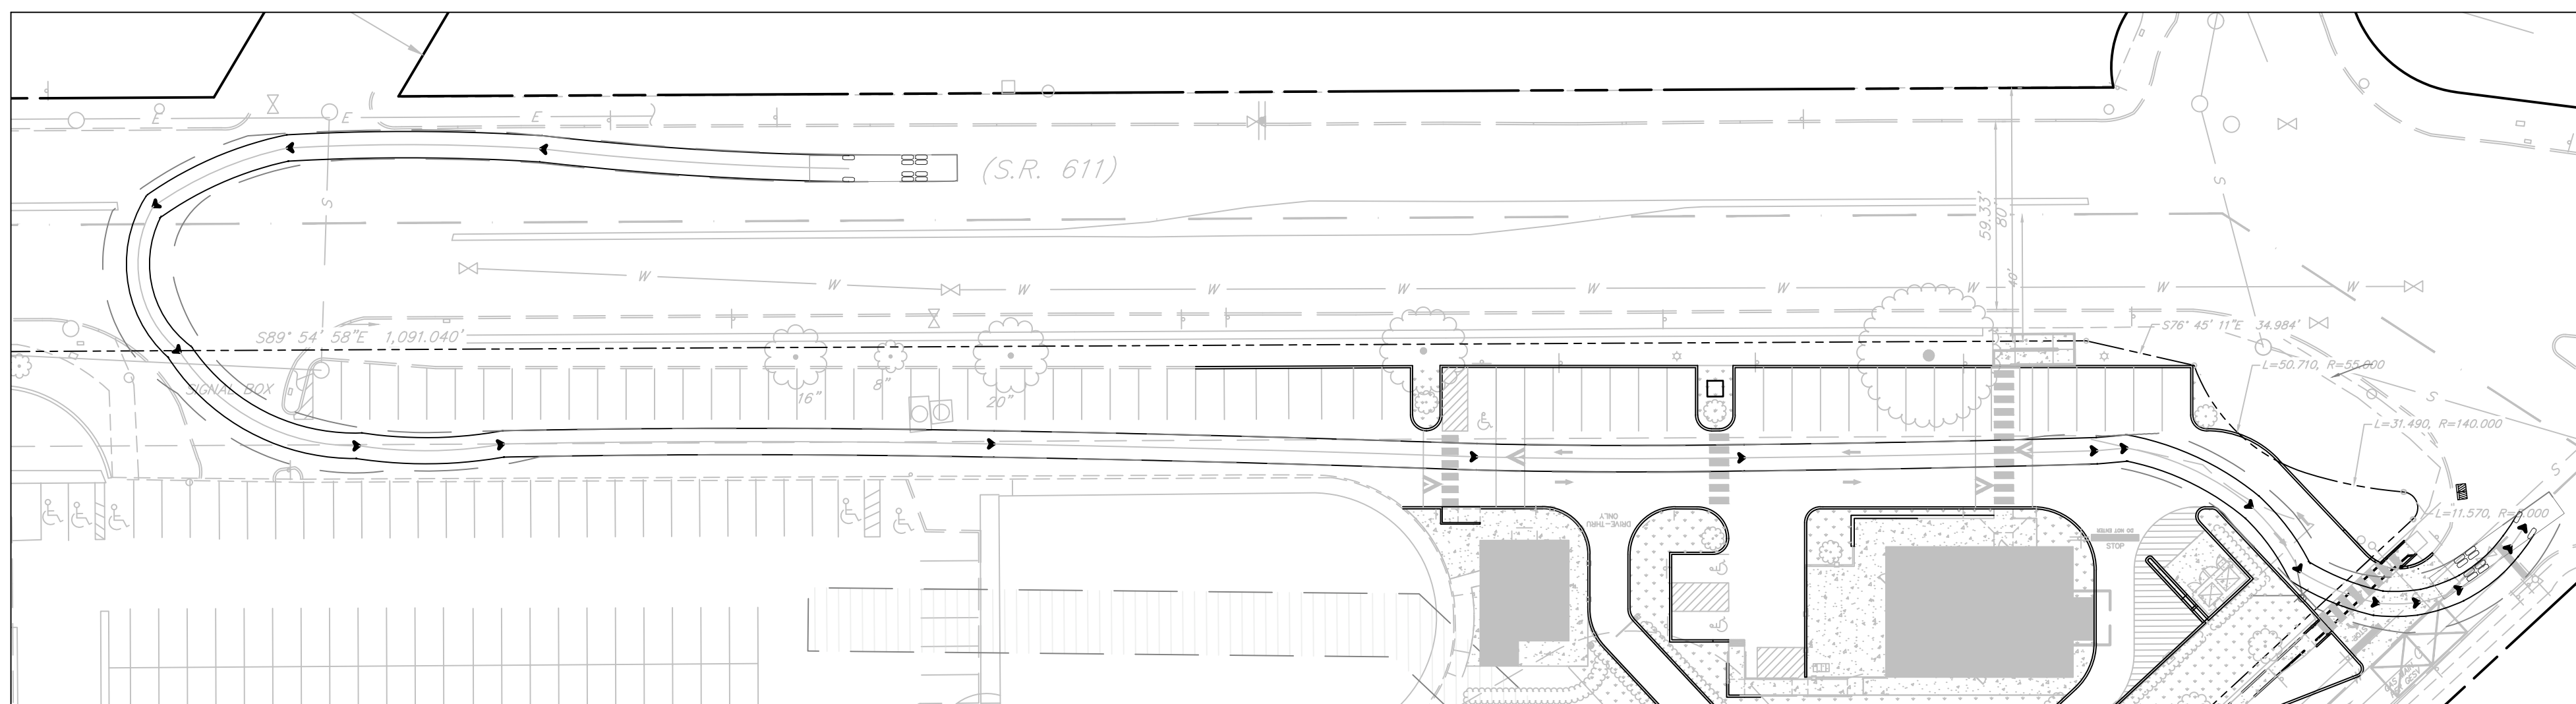 E
E
E
(S.R. 611)
S
S
59.33'
80'
40'
W
W
W
W
W
W
W
W
W
W
S89° 54' 58"E 1,091.040'
S76° 45' 11"E 34.984'
L=50.710, R=55.000
SIGNAL BOX
16"
8"
20"
S
L=31.490, R=140.000
S
DRIVE-THRU
ONLY
DO NOT ENTER
STOP